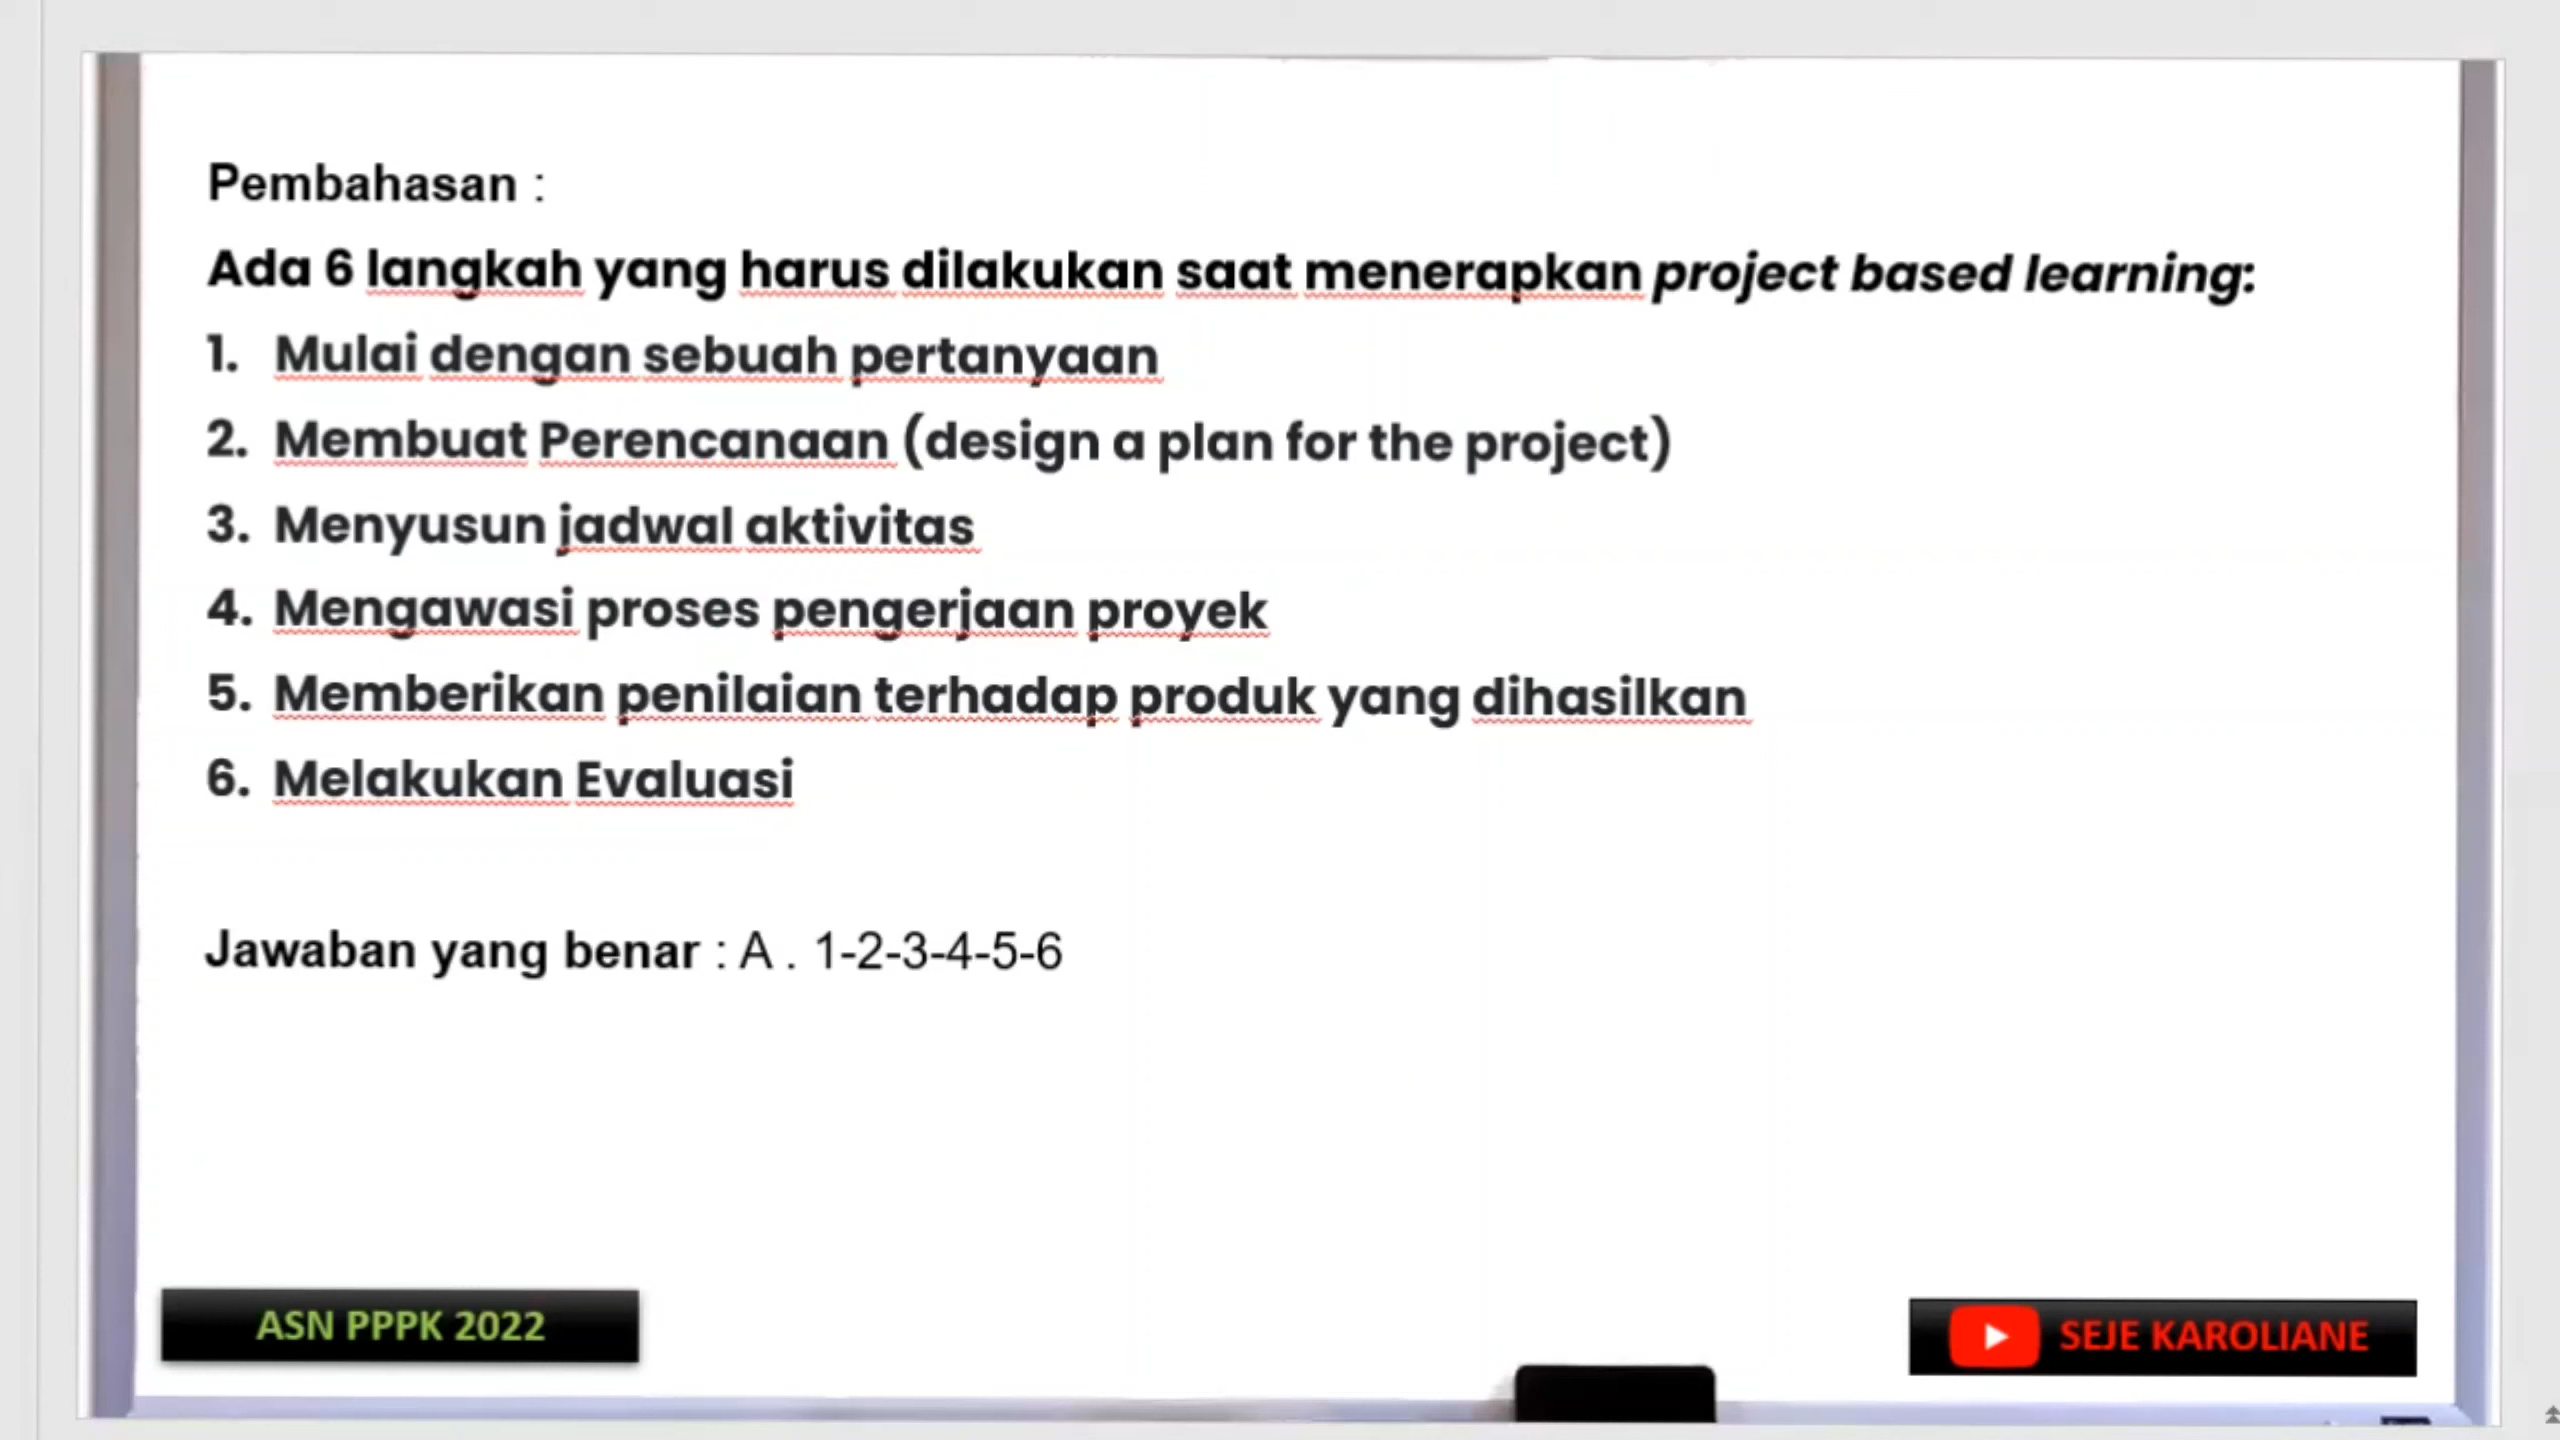 Pembahasan :
Ada 6 langkah yang harus dilakukan saat menerapkan project based learning:
1. Mulai dengan sebuah pertanyaan
2. Membuat Perencanaan (design a plan for the project)
3. Menyusun jadwal aktivitas
4. Mengawasi proses pengerjaan proyek
5. Memberikan penilaian terhadap produk yang dihasilkan
6. Melakukan Evaluasi
Jawaban yang benar : A . 1-2-3-4-5-6
ASN PPPK 2022
SEJE KAROLIANE